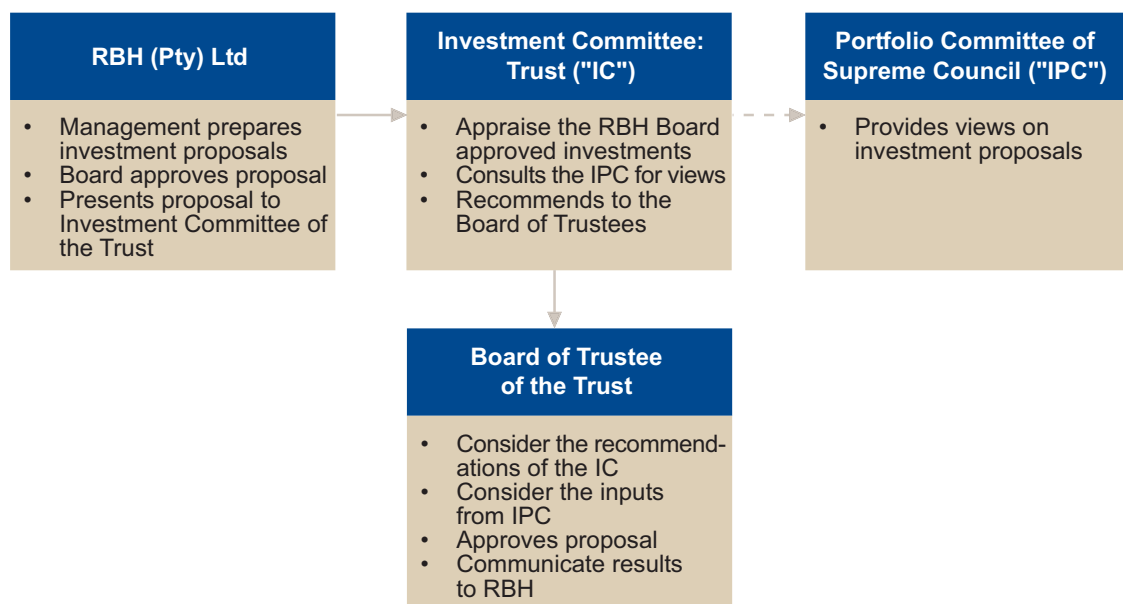 RBH (Pty) Ltd
• Management prepares
investment proposals
• Board approves proposal
• Presents proposal to
Investment Committee of
the Trust
Investment Committee:
Trust ("IC")
• Appraise the RBH Board
approved investments
• Consults the IPC for views
• Recommends to the
Board of Trustees
Portfolio Committee of
Supreme Council ("IPC")
• Provides views on
investment proposals
Board of Trustee
of the Trust
• Consider the recommend-
ations of the IC
• Consider the inputs
from IPC
• Approves proposal
• Communicate results
to RBH